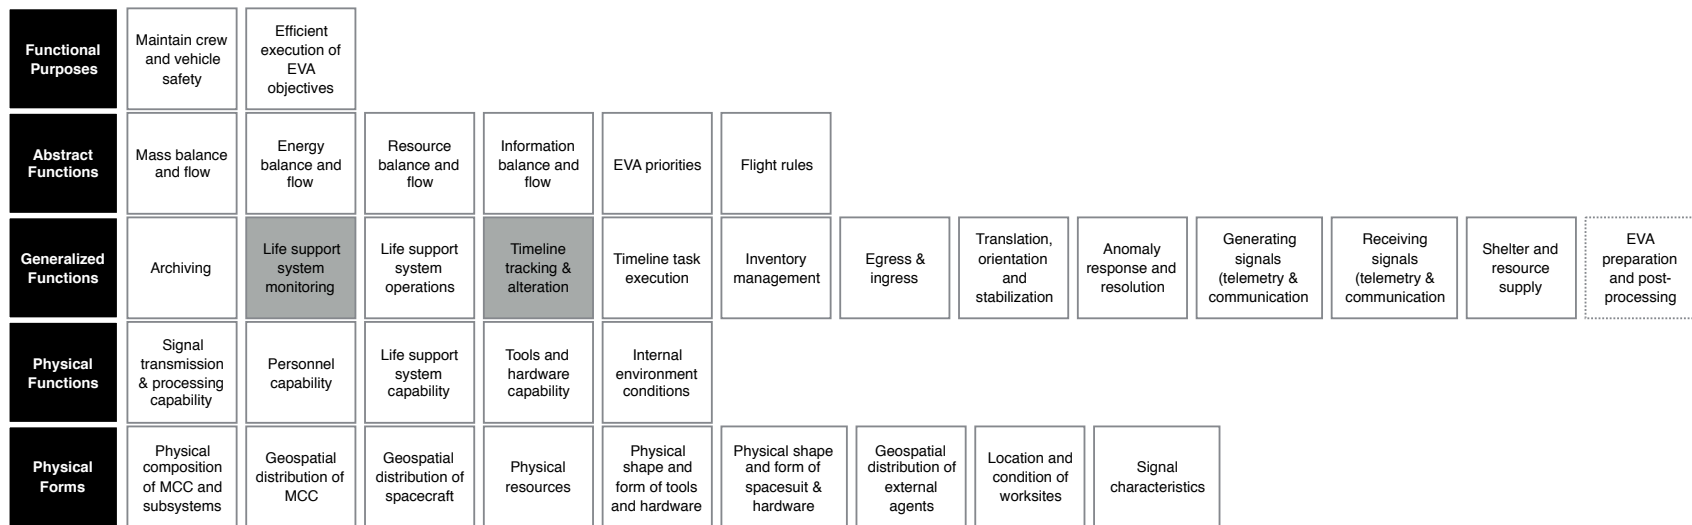 Functional
Purposes
Maintain crew
and vehicle
safety
Efficient
execution of
EVA
objectives
Abstract
Functions
Mass balance
and flow
Energy
balance and
flow
Resource
balance and
flow
Information
balance and
flow
EVA priorities
Flight rules
Generalized
Functions
Archiving
Life support
system
monitoring
Life support
system
operations
Timeline
tracking &
alteration
Timeline task
execution
Inventory
management
Egress &
ingress
Translation,
orientation
and
stabilization
Anomaly
response and
resolution
Generating
signals
(telemetry &
communication
Receiving
signals
(telemetry &
communication
Shelter and
resource
supply
EVA
preparation
and post-
processing
Physical
Functions
Signal
transmission
& processing
capability
Personnel
capability
Life support
system
capability
Tools and
hardware
capability
Internal
environment
conditions
Physical
Forms
Physical
composition
of MCC and
subsystems
Geospatial
distribution of
MCC
Geospatial
distribution of
spacecraft
Physical
resources
Physical
shape and
form of tools
and hardware
Physical shape
and form of
spacesuit &
hardware
Geospatial
distribution of
external
agents
Location and
condition of
worksites
Signal
characteristics